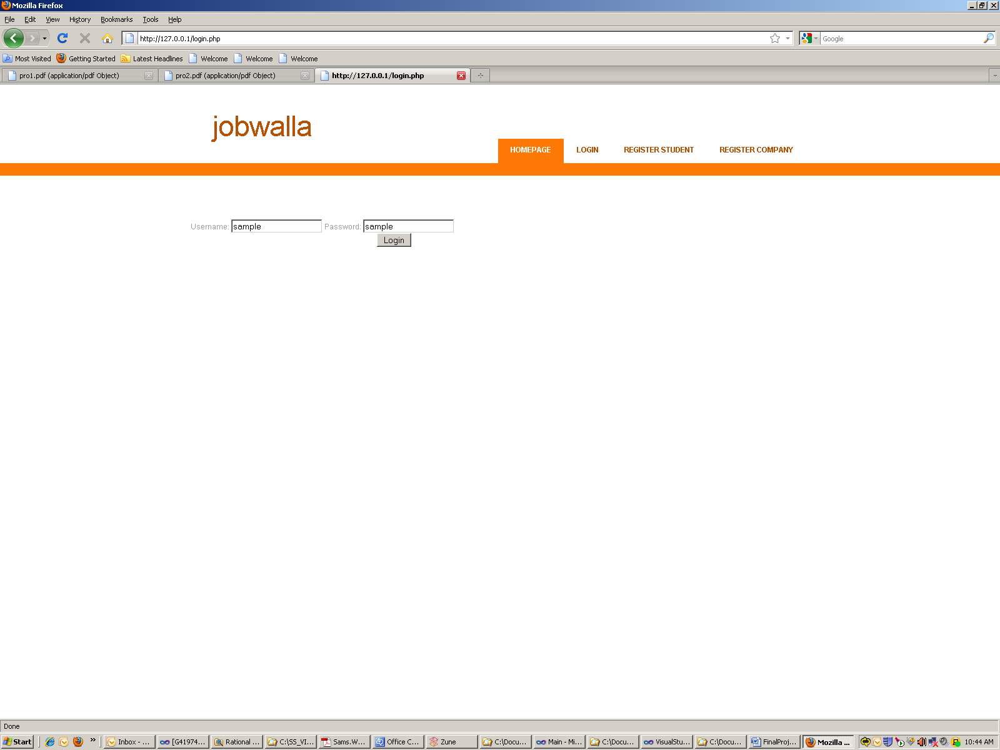 Mozilla Firefox
File Edit View History Bookmarks Tools Help
http://127.0.0.1/login.php Google
Most Visited Getting Started Latest Headlines Welcome Welcome Welcome
pro1.pdf (application/pdf Object) pro2.pdf (application/pdf Object) http://127.0.0.1/login.php
jobwalla
HOMEPAGE LOGIN REGISTER STUDENT REGISTER COMPANY
Username: sample Password: sample
Login
Done
Start » Inbox - ... [G41974... Rational ... C:\SS_VI... Sams.W... Office C... Zune C:\Docu... Main - Mi... C:\Docu... VisualStu... C:\Docu... FinalProj... Mozilla ... 10:44 AM